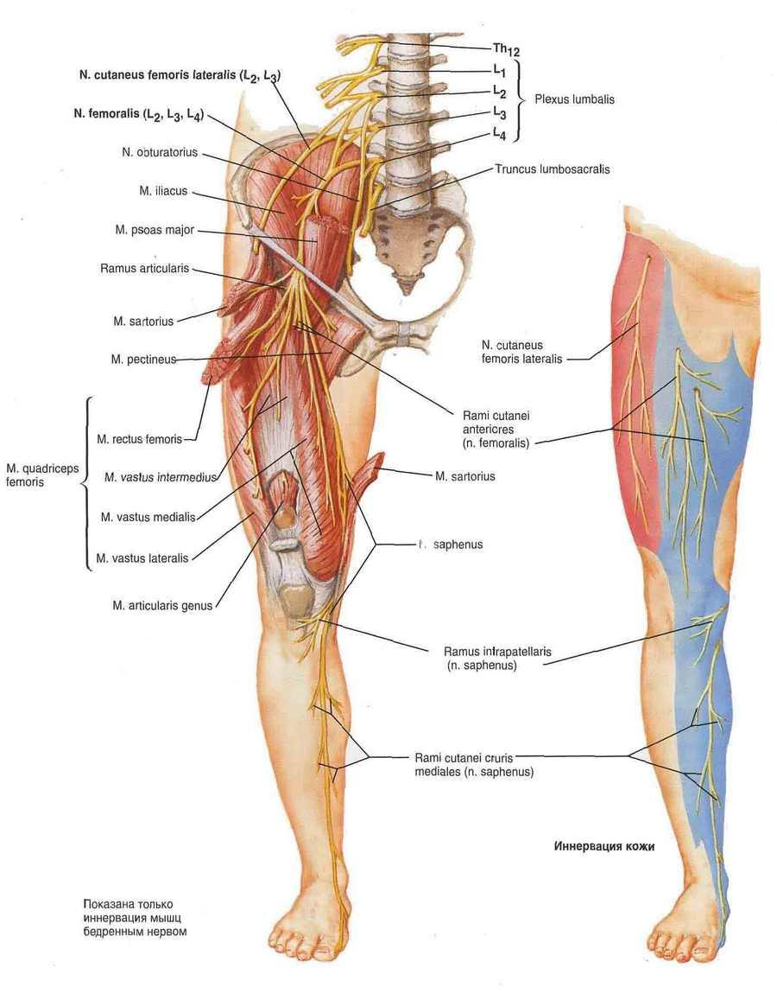 Th12
L1
L2
L3
L4
Plexus lumbalis
Truncus lumbosacralis
N. cutaneus femoris lateralis (L2, L3)
N. femoralis (L2, L3, L4)
N. obturatorius
M. iliacus
M. psoas major
Ramus articularis
M. sartorius
M. pectineus
M. quadriceps
femoris
M. rectus femoris
M. vastus intermedius
M. vastus medialis
M. vastus lateralis
M. articularis genus
N. cutaneus
femoris lateralis
Rami cutanei
antericres
(n. femoralis)
M. sartorius
saphenus
Ramus infrapatellaris
(n. saphenus)
Rami cutanei cruris
mediales (n. saphenus)
Иннервация кожи
Показана только
иннервация мышц
бедренным нервом